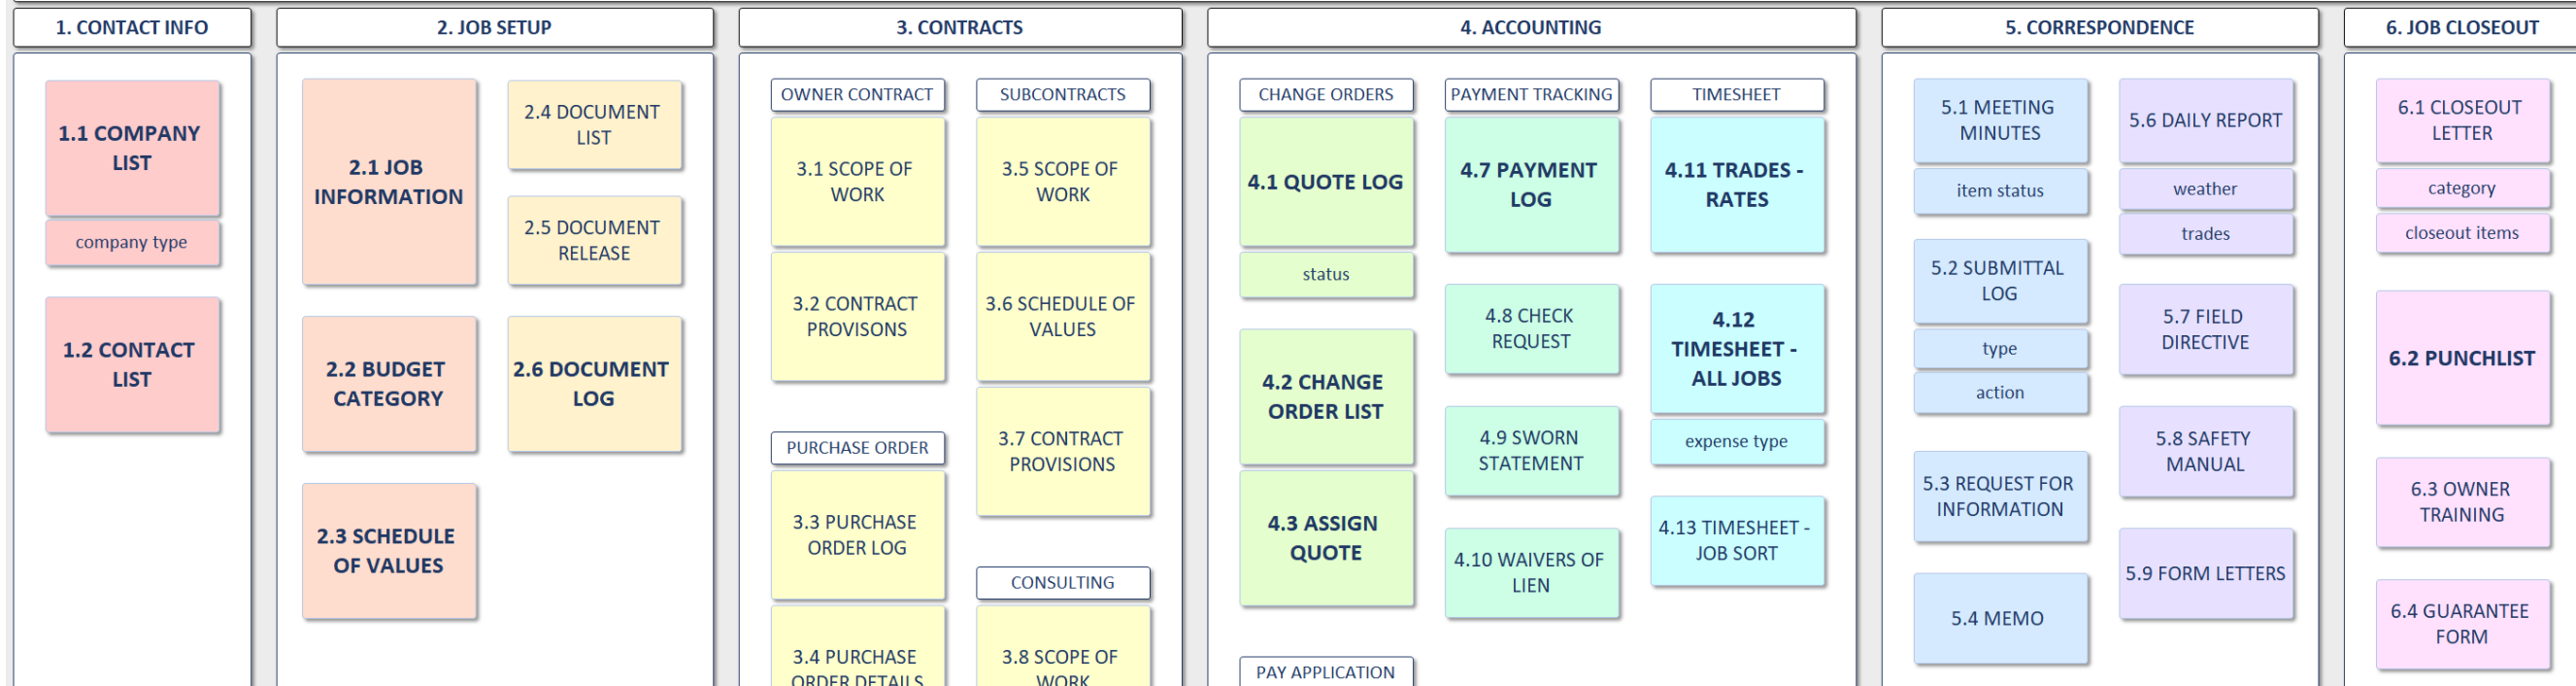 1. CONTACT INFO
1.1 COMPANY
LIST
company type
1.2 CONTACT
LIST
2. JOB SETUP
2.1 JOB
INFORMATION
2.2 BUDGET
CATEGORY
2.3 SCHEDULE
OF VALUES
2.4 DOCUMENT
LIST
2.5 DOCUMENT
RELEASE
2.6 DOCUMENT
LOG
3. CONTRACTS
OWNER CONTRACT
3.1 SCOPE OF
WORK
3.2 CONTRACT
PROVISONS
PURCHASE ORDER
3.3 PURCHASE
ORDER LOG
3.4 PURCHASE
ORDER DETAILS
SUBCONTRACTS
3.5 SCOPE OF
WORK
3.6 SCHEDULE OF
VALUES
3.7 CONTRACT
PROVISIONS
CONSULTING
3.8 SCOPE OF
WORK
4. ACCOUNTING
CHANGE ORDERS
4.1 QUOTE LOG
status
4.2 CHANGE
ORDER LIST
4.3 ASSIGN
QUOTE
PAY APPLICATION
PAYMENT TRACKING
4.7 PAYMENT
LOG
4.8 CHECK
REQUEST
4.9 SWORN
STATEMENT
4.10 WAIVERS OF
LIEN
TIMESHEET
4.11 TRADES -
RATES
4.12
TIMESHEET -
ALL JOBS
expense type
4.13 TIMESHEET -
JOB SORT
5. CORRESPONDENCE
5.1 MEETING
MINUTES
item status
5.2 SUBMITTAL
LOG
type
action
5.3 REQUEST FOR
INFORMATION
5.4 MEMO
5.6 DAILY REPORT
weather
trades
5.7 FIELD
DIRECTIVE
5.8 SAFETY
MANUAL
5.9 FORM LETTERS
6. JOB CLOSEOUT
6.1 CLOSEOUT
LETTER
category
closeout items
6.2 PUNCHLIST
6.3 OWNER
TRAINING
6.4 GUARANTEE
FORM